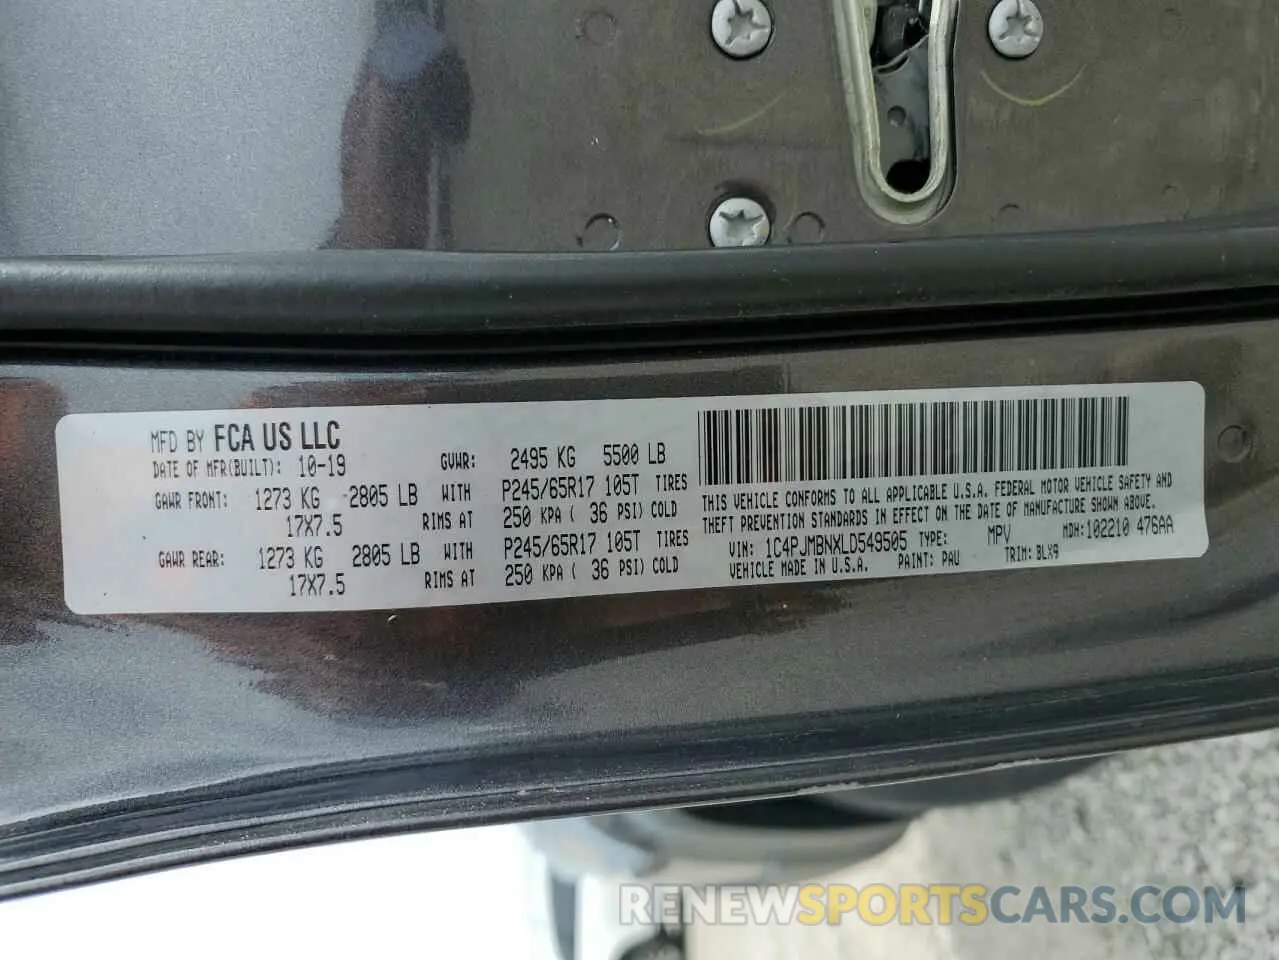 MFD BY FCA US LLC
DATE OF MFR(BUILT): 10-19 GVWR: 2495 KG 5500 LB
GAWR FRONT: 1273 KG 2805 LB WITH P245/65R17 105T TIRES
17X7.5 RIMS AT 250 KPA ( 36 PSI) COLD
GAWR REAR: 1273 KG 2805 LB WITH P245/65R17 105T TIRES
17X7.5 RIMS AT 250 KPA ( 36 PSI) COLD
THIS VEHICLE CONFORMS TO ALL APPLICABLE U.S.A. FEDERAL MOTOR VEHICLE SAFETY AND
THEFT PREVENTION STANDARDS IN EFFECT ON THE DATE OF MANUFACTURE SHOWN ABOVE.
VIN: 1C4PJMBNXLD549505 TYPE: MPV MDH:102210 476AA
VEHICLE MADE IN U.S.A. PAINT: PAU TRIM: BLX9
RENEWSPORTSCARS.COM